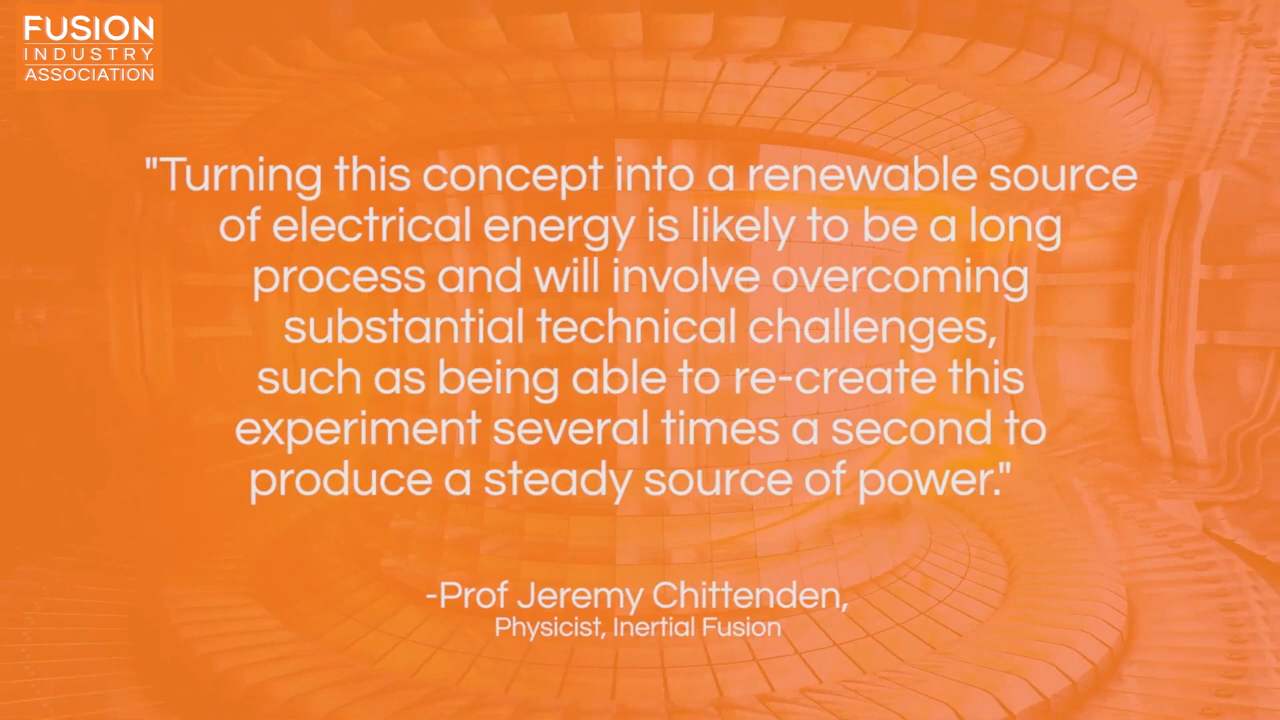 FUSION
INDUSTRY
ASSOCIATION
"Turning this concept into a renewable source
of electrical energy is likely to be a long
process and will involve overcoming
substantial technical challenges,
such as being able to re-create this
experiment several times a second to
produce a steady source of power."
-Prof Jeremy Chittenden,
Physicist, Inertial Fusion